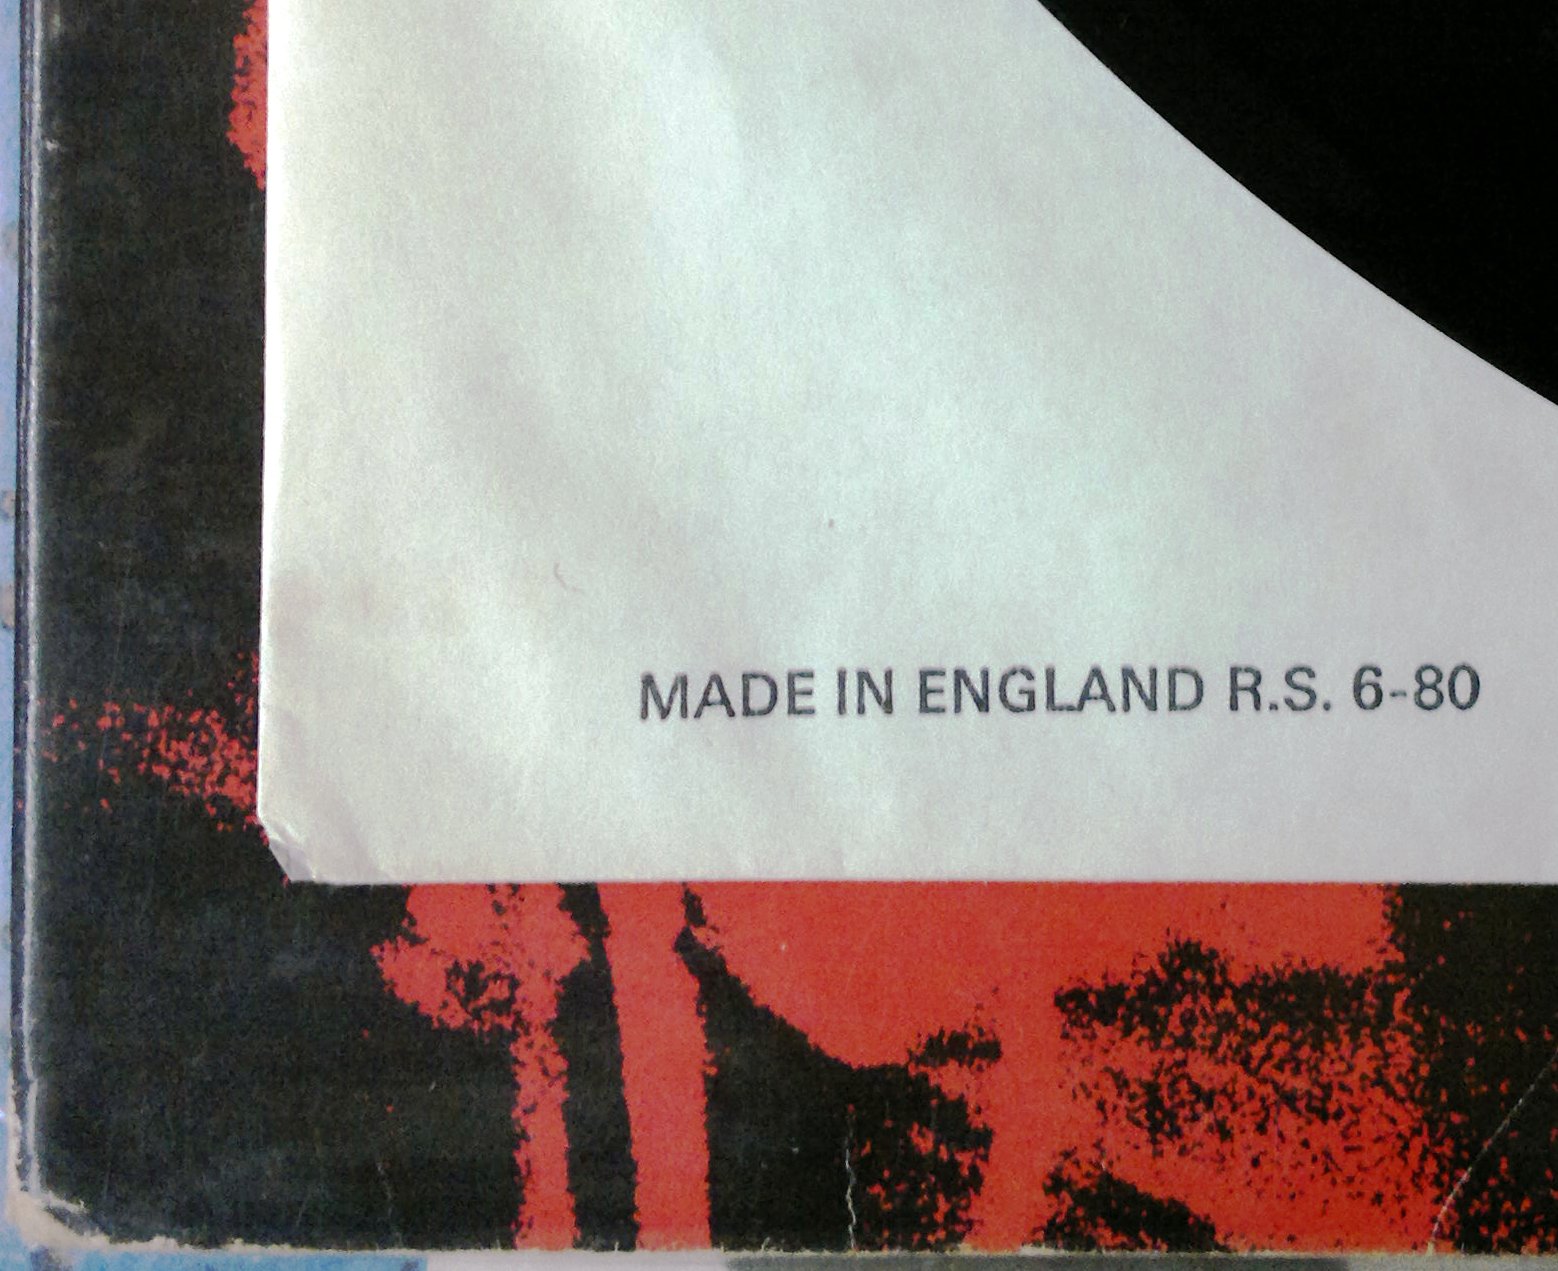 MADE IN ENGLAND R.S. 6-80